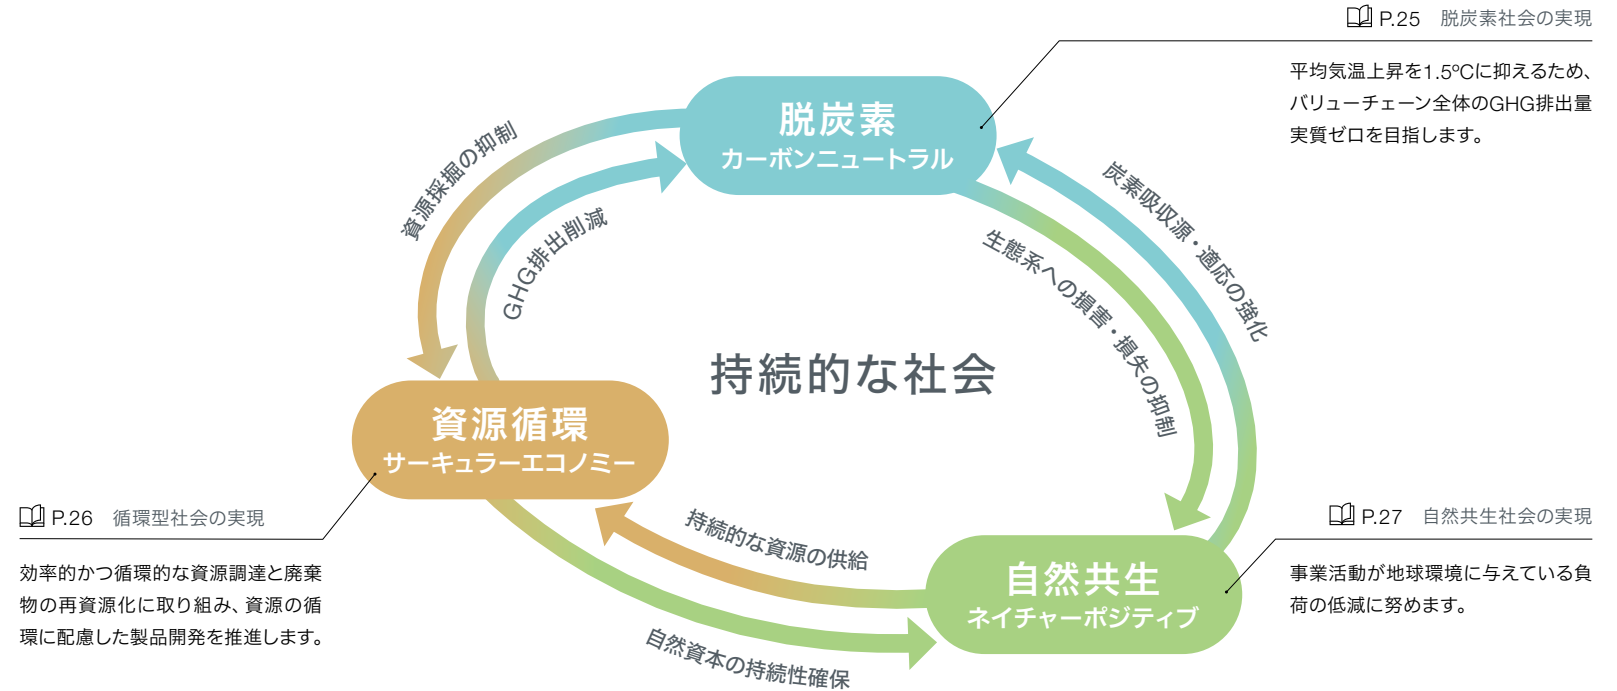 P.25 脱炭素社会の実現
平均気温上昇を1.5℃に抑えるため、
バリューチェーン全体のGHG排出量
実質ゼロを目指します。
脱炭素
カーボンニュートラル
資源採掘の抑制
GHG排出削減
炭素吸収源・適応の強化
生態系への損害・損失の抑制
持続的な社会
資源循環
サーキュラーエコノミー
P.26 循環型社会の実現
効率的かつ循環的な資源調達と廃棄
物の再資源化に取り組み、資源の循
環に配慮した製品開発を推進します。
持続的な資源の供給
自然資本の持続性確保
自然共生
ネイチャーポジティブ
P.27 自然共生社会の実現
事業活動が地球環境に与えている負
荷の低減に努めます。